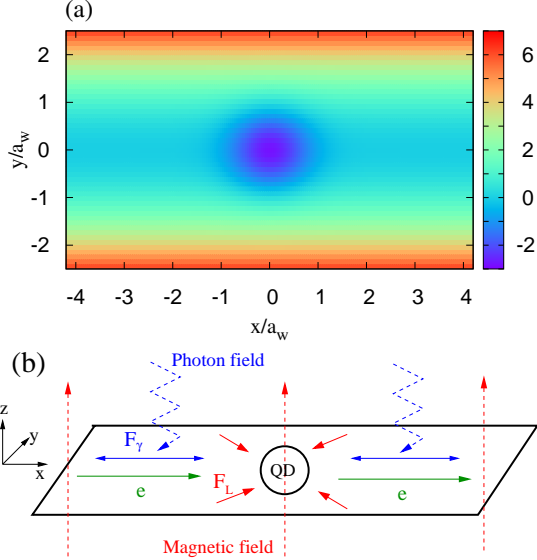 (a)
y/a_w
2
1
0
-1
-2
-4 -3 -2 -1 0 1 2 3 4
x/a_w
6
4
2
0
-2
(b)
Photon field
z
y
x
F_γ
e
F_L
QD
e
Magnetic field